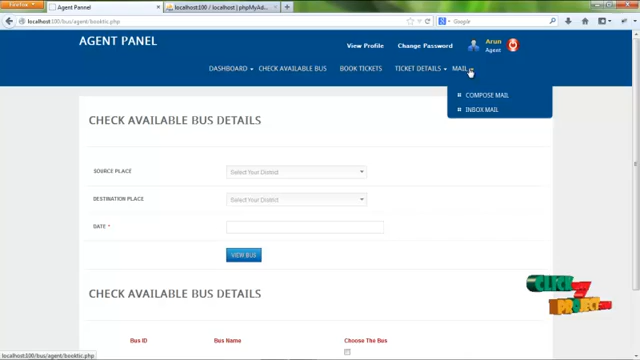 Firefox
Agent Panel
localhost:100 / localhost | phpMyAd...
localhost:100/bus/agent/booktic.php
Google
AGENT PANEL
View Profile
Change Password
Arun
Agent
DASHBOARD
CHECK AVAILABLE BUS
BOOK TICKETS
TICKET DETAILS
MAIL
COMPOSE MAIL
INBOX MAIL
CHECK AVAILABLE BUS DETAILS
SOURCE PLACE
Select Your District
DESTINATION PLACE
Select Your District
DATE *
VIEW BUS
CHECK AVAILABLE BUS DETAILS
Bus ID
Bus Name
Choose The Bus
localhost:100/bus/agent/booktic.php